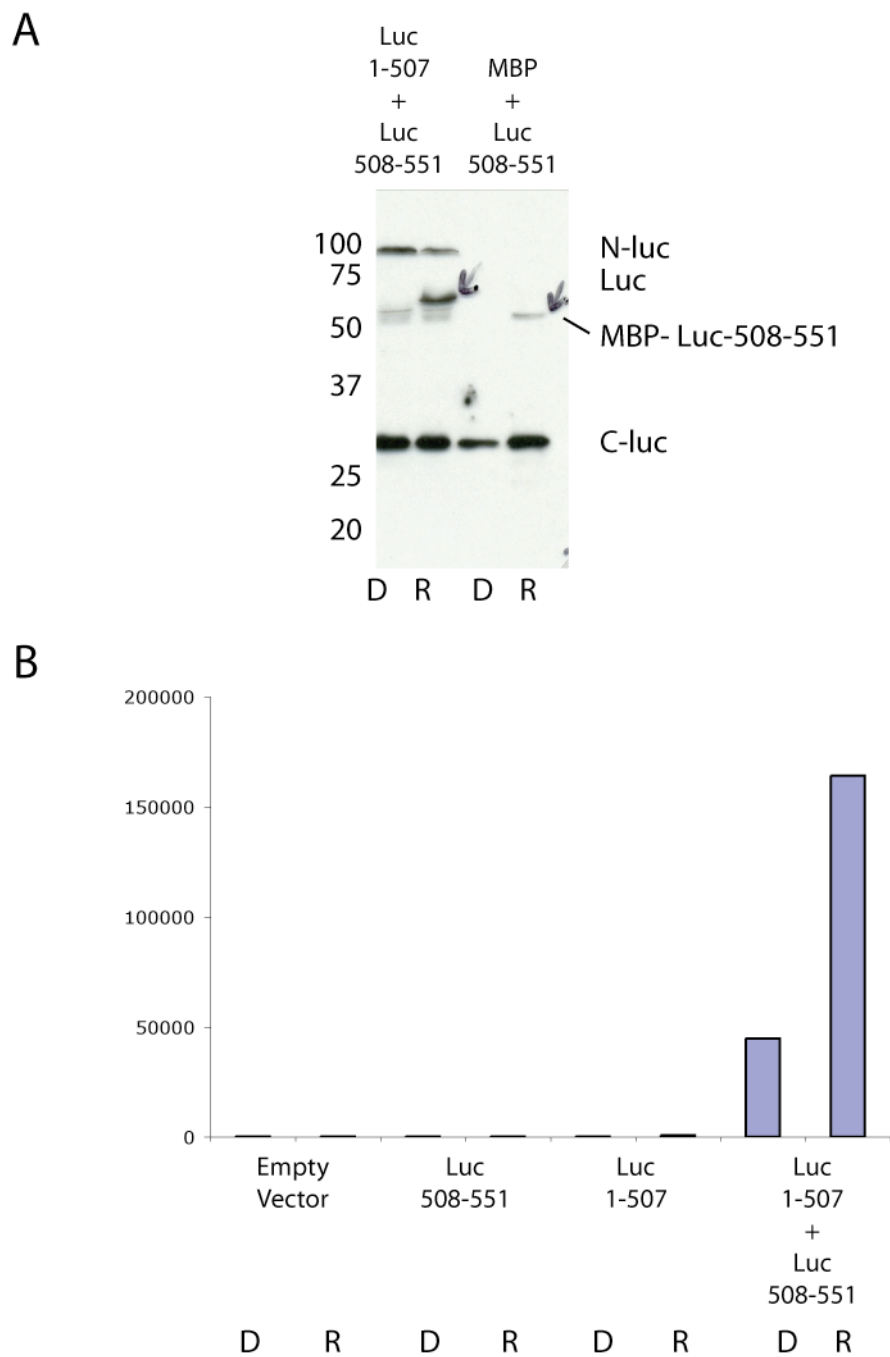 A
Luc
1-507
+
Luc
508-551
MBP
+
Luc
508-551
100
75
50
37
25
20
N-luc
Luc
MBP- Luc-508-551
C-luc
D R D R
B
200000
150000
100000
50000
0
Empty
Vector
Luc
508-551
Luc
1-507
Luc
1-507
+
Luc
508-551
D R D R D R D R